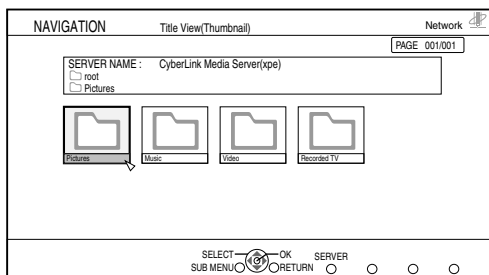 NAVIGATION Title View(Thumbnail) Network
PAGE 001/001
SERVER NAME : CyberLink Media Server(xpe)
root
Pictures
Pictures Music Video Recorded TV
SELECT OK SERVER
SUB MENU RETURN